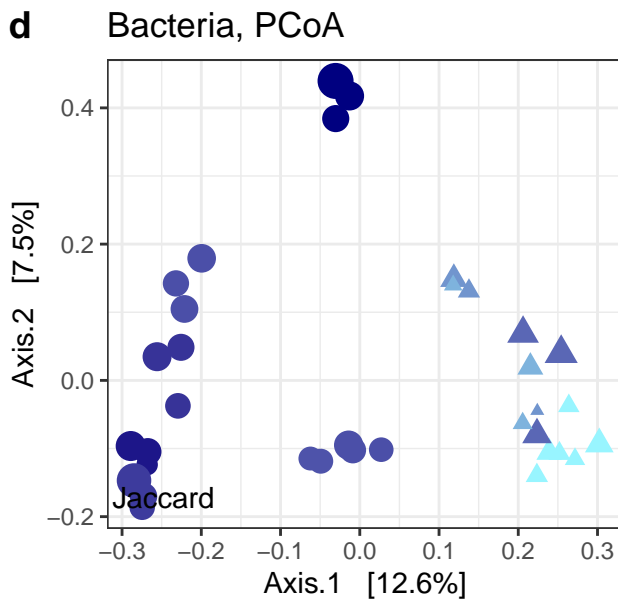 d Bacteria, PCoA
Axis.2 [7.5%]
0.4
0.2
0.0
−0.2
Jaccard
−0.3 −0.2 −0.1 0.0 0.1 0.2 0.3
Axis.1 [12.6%]